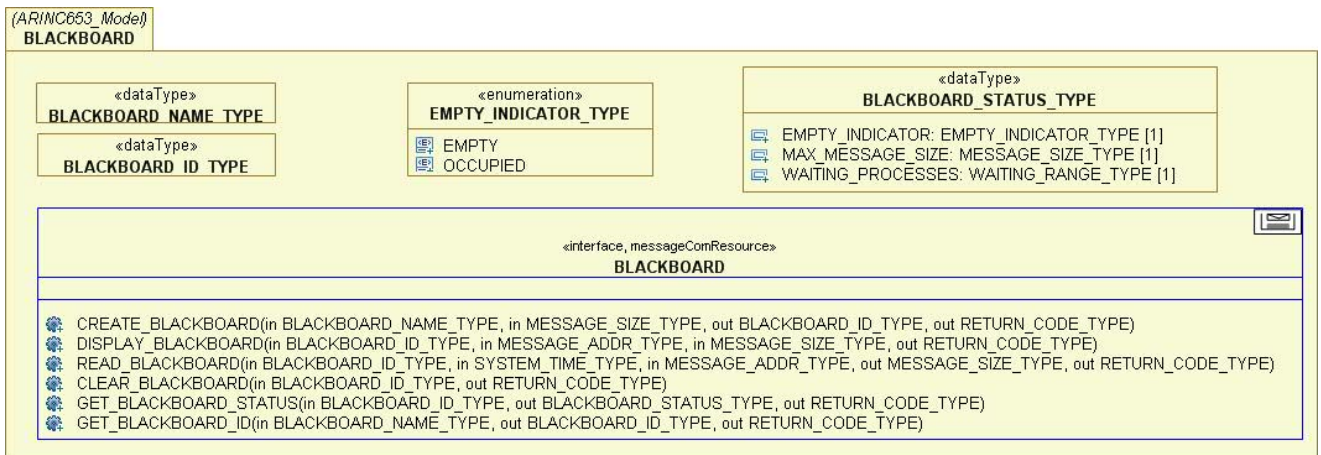 (ARINC653_Model)
BLACKBOARD
«dataType»
BLACKBOARD_NAME_TYPE
«dataType»
BLACKBOARD_ID_TYPE
«enumeration»
EMPTY_INDICATOR_TYPE
EMPTY
OCCUPIED
«dataType»
BLACKBOARD_STATUS_TYPE
EMPTY_INDICATOR: EMPTY_INDICATOR_TYPE [1]
MAX_MESSAGE_SIZE: MESSAGE_SIZE_TYPE [1]
WAITING_PROCESSES: WAITING_RANGE_TYPE [1]
«interface, messageComResource»
BLACKBOARD
CREATE_BLACKBOARD(in BLACKBOARD_NAME_TYPE, in MESSAGE_SIZE_TYPE, out BLACKBOARD_ID_TYPE, out RETURN_CODE_TYPE)
DISPLAY_BLACKBOARD(in BLACKBOARD_ID_TYPE, in MESSAGE_ADDR_TYPE, in MESSAGE_SIZE_TYPE, out RETURN_CODE_TYPE)
READ_BLACKBOARD(in BLACKBOARD_ID_TYPE, in SYSTEM_TIME_TYPE, in MESSAGE_ADDR_TYPE, out MESSAGE_SIZE_TYPE, out RETURN_CODE_TYPE)
CLEAR_BLACKBOARD(in BLACKBOARD_ID_TYPE, out RETURN_CODE_TYPE)
GET_BLACKBOARD_STATUS(in BLACKBOARD_ID_TYPE, out BLACKBOARD_STATUS_TYPE, out RETURN_CODE_TYPE)
GET_BLACKBOARD_ID(in BLACKBOARD_NAME_TYPE, out BLACKBOARD_ID_TYPE, out RETURN_CODE_TYPE)